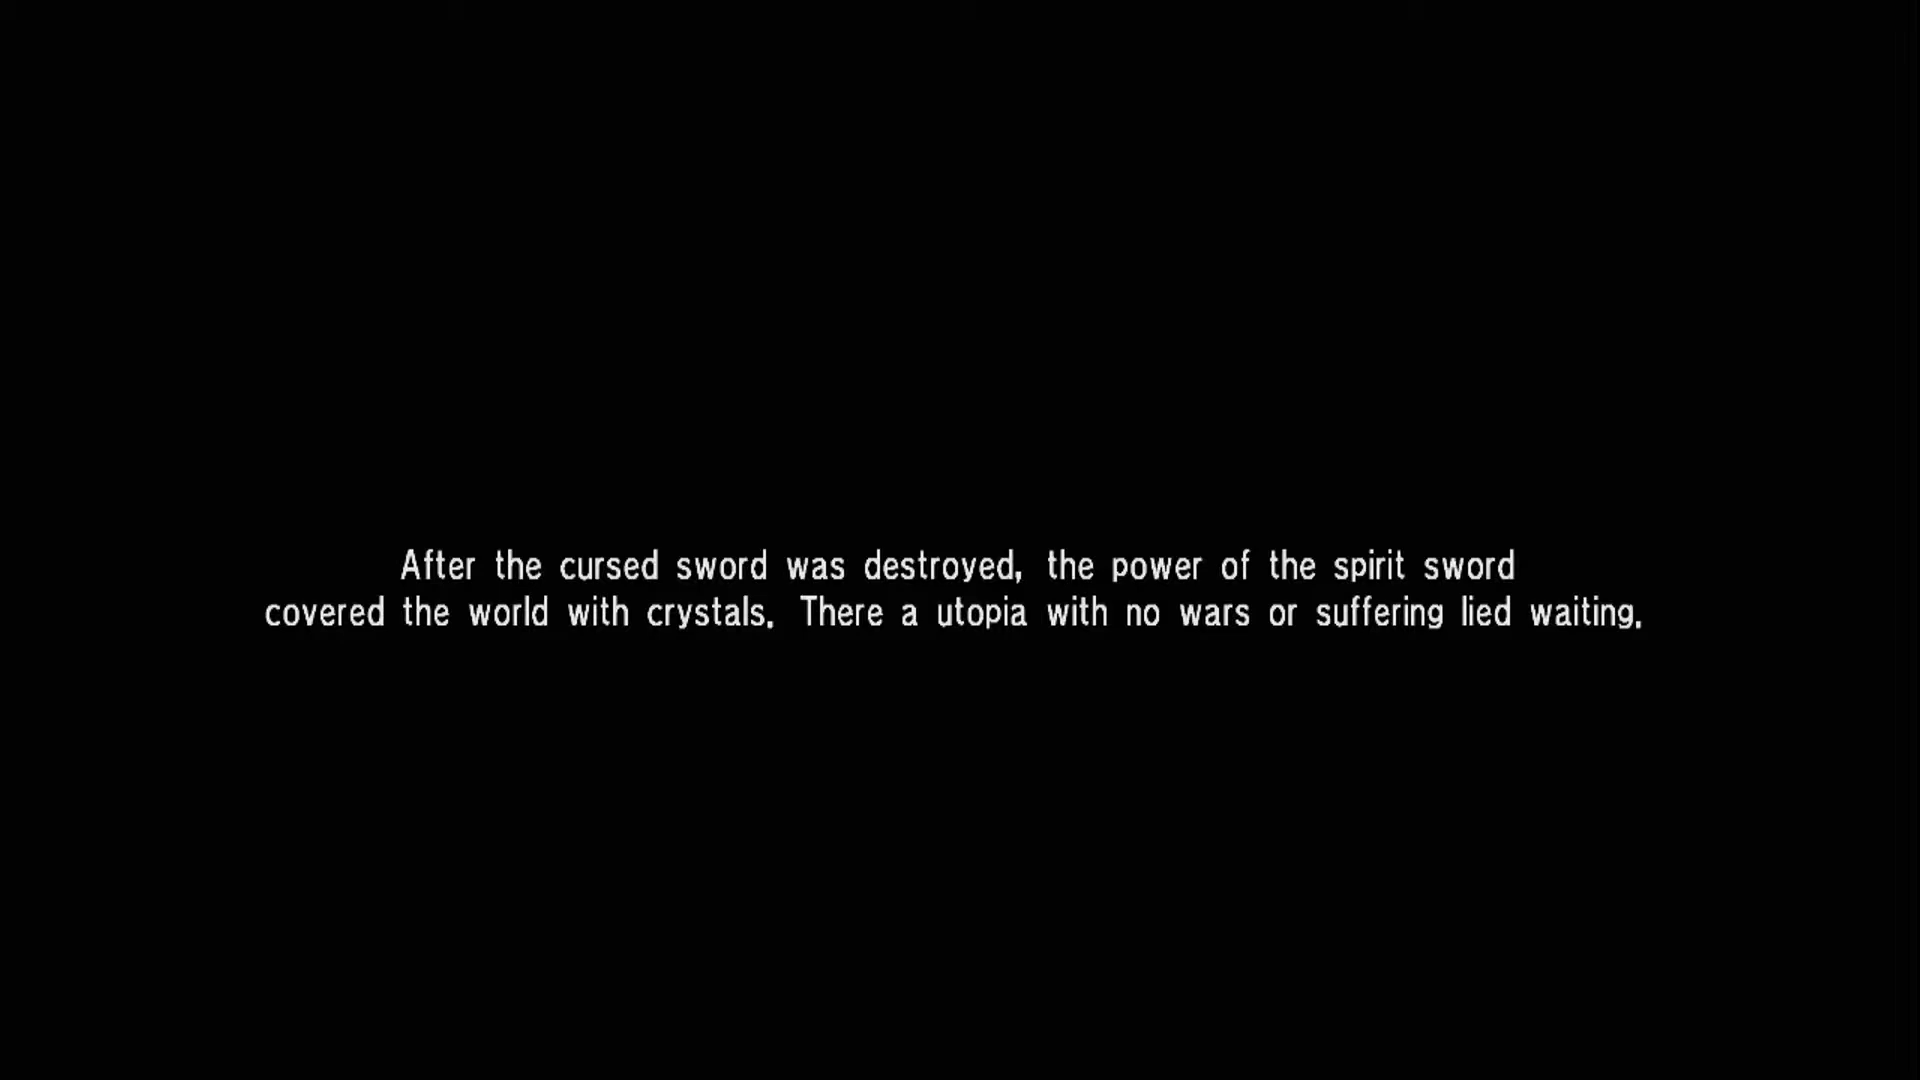 After the cursed sword was destroyed, the power of the spirit sword
covered the world with crystals. There a utopia with no wars or suffering lied waiting.